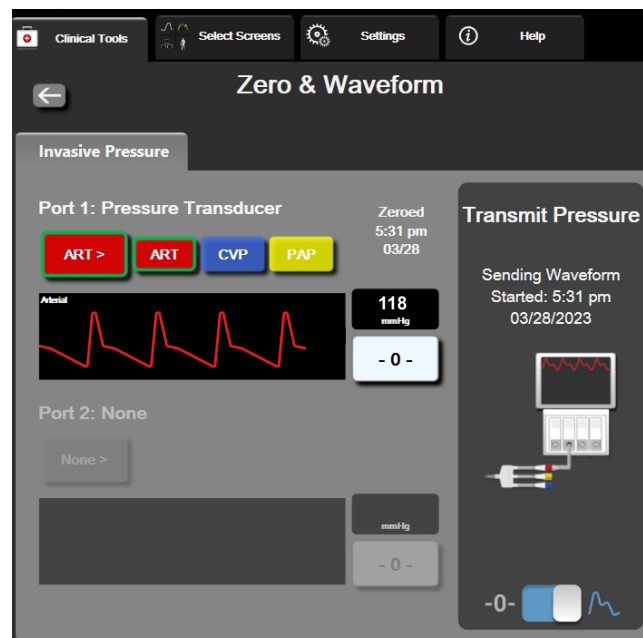 Clinical Tools
Select Screens
Settings
Help
Zero & Waveform
Invasive Pressure
Port 1: Pressure Transducer
Zeroed
5:31 pm
03/28
ART >
ART
CVP
PAP
Arterial
118
mmHg
- 0 -
Port 2: None
None >
mmHg
- 0 -
Transmit Pressure
Sending Waveform
Started: 5:31 pm
03/28/2023
-0-